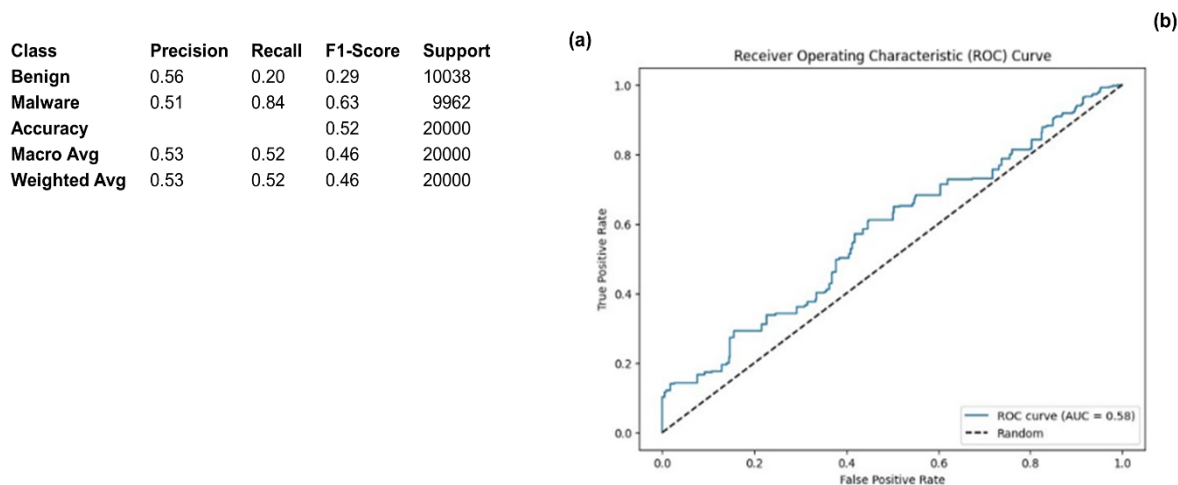 (a)
Class Precision Recall F1-Score Support
Benign 0.56 0.20 0.29 10038
Malware 0.51 0.84 0.63 9962
Accuracy 0.52 20000
Macro Avg 0.53 0.52 0.46 20000
Weighted Avg 0.53 0.52 0.46 20000
(b)
Receiver Operating Characteristic (ROC) Curve
True Positive Rate
1.0
0.8
0.6
0.4
0.2
0.0
ROC curve (AUC = 0.58)
Random
0.0 0.2 0.4 0.6 0.8 1.0
False Positive Rate